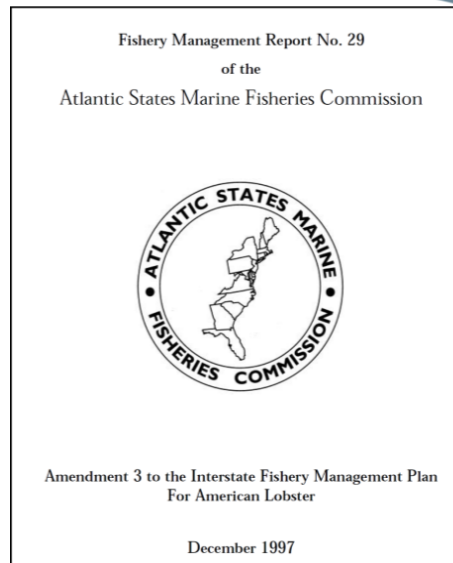 Fishery Management Report No. 29
of the
Atlantic States Marine Fisheries Commission
ATLANTIC STATES MARINE
FISHERIES COMMISSION
Amendment 3 to the Interstate Fishery Management Plan
For American Lobster
December 1997